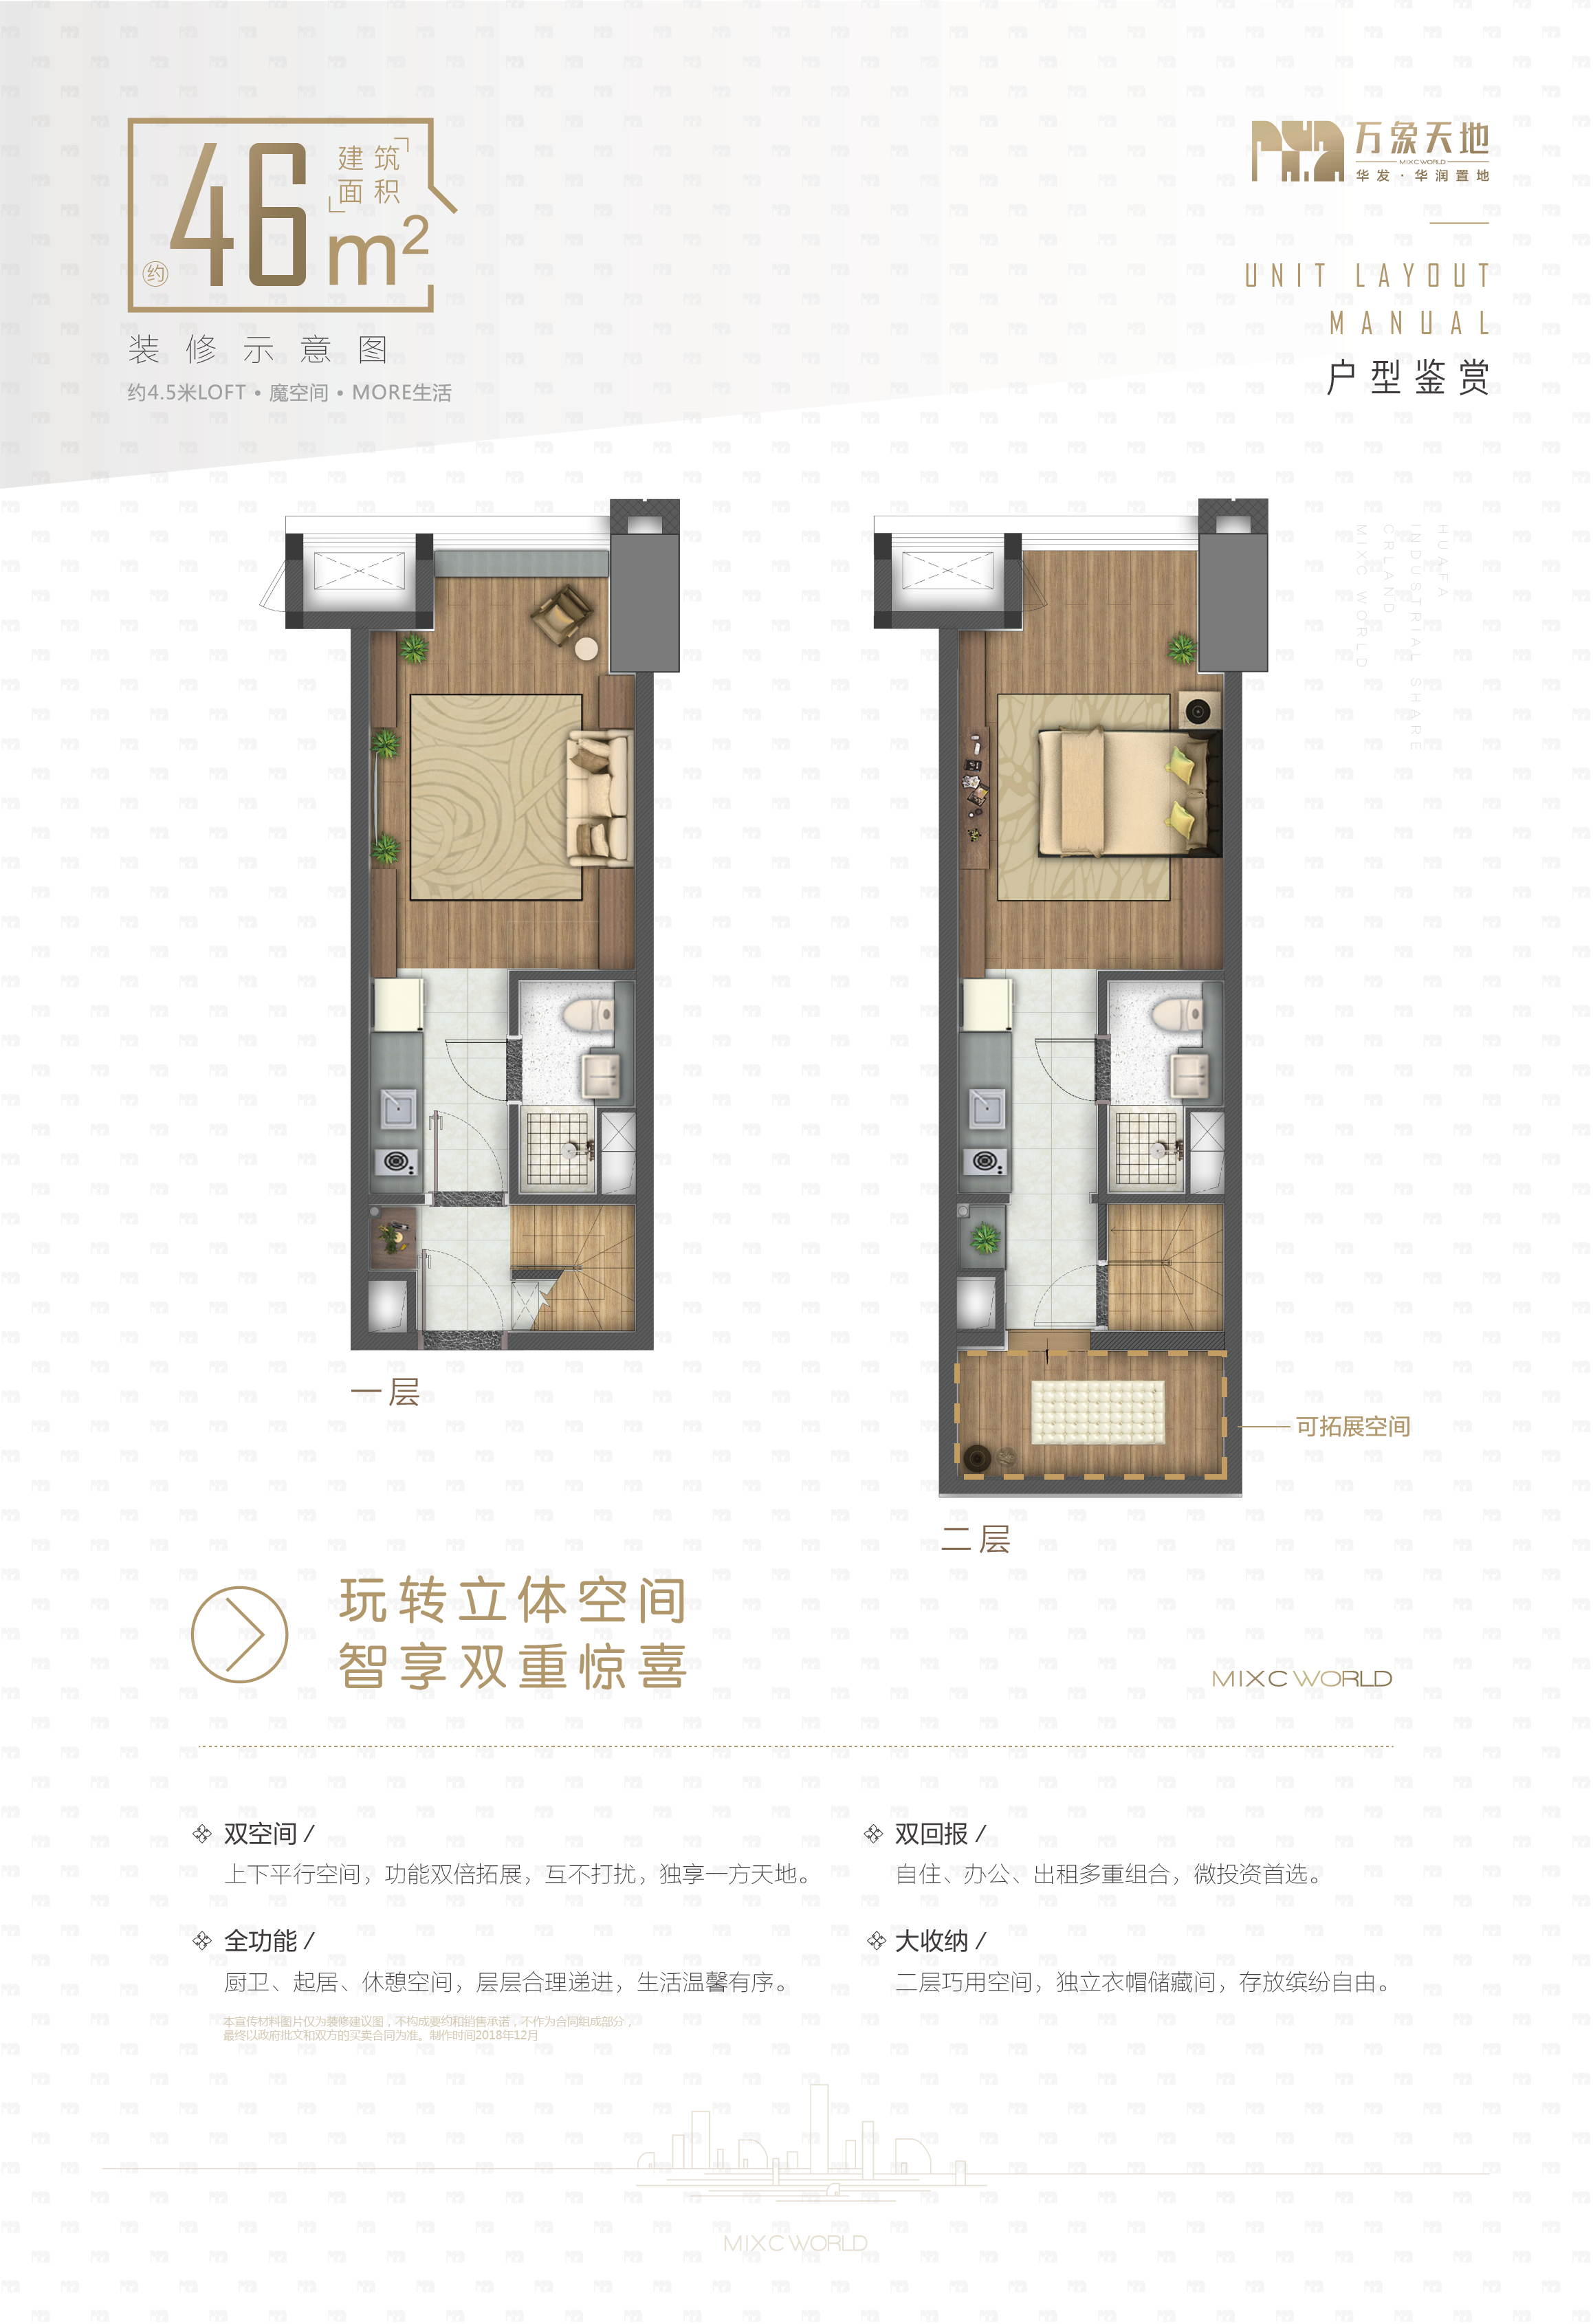 约
46
建筑
面积
m²
装修示意图
约4.5米LOFT • 魔空间 • MORE生活
万象天地
MIXC WORLD
华发·华润置地
UNIT LAYOUT
MANUAL
户型鉴赏
HUAFA
INDUSTRIAL SHARE
CRLAND
MIXC WORLD
一层
可拓展空间
二层
玩转立体空间
智享双重惊喜
MIXC WORLD
双空间 /
上下平行空间，功能双倍拓展，互不打扰，独享一方天地。
双回报 /
自住、办公、出租多重组合，微投资首选。
全功能 /
厨卫、起居、休憩空间，层层合理递进，生活温馨有序。
大收纳 /
二层巧用空间，独立衣帽储藏间，存放缤纷自由。
本宣传材料图片仅为装修建议图，不构成要约和销售承诺，不作为合同组成部分，
最终以政府批文和双方的买卖合同为准。制作时间2018年12月
MIXC WORLD